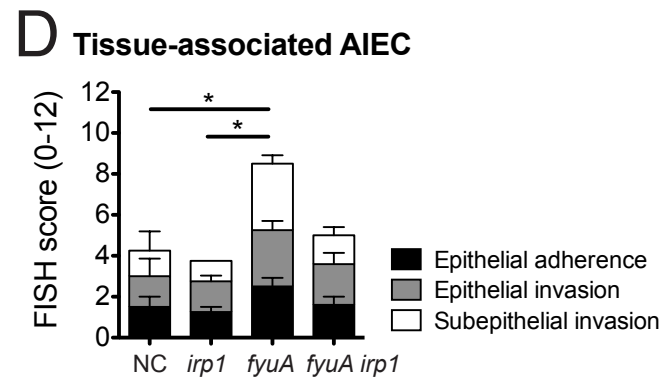 D Tissue-associated AIEC
FISH score (0-12)
12
10
8
6
4
2
0
*
*
NC irp1 fyuA fyuA irp1
Epithelial adherence
Epithelial invasion
Subepithelial invasion